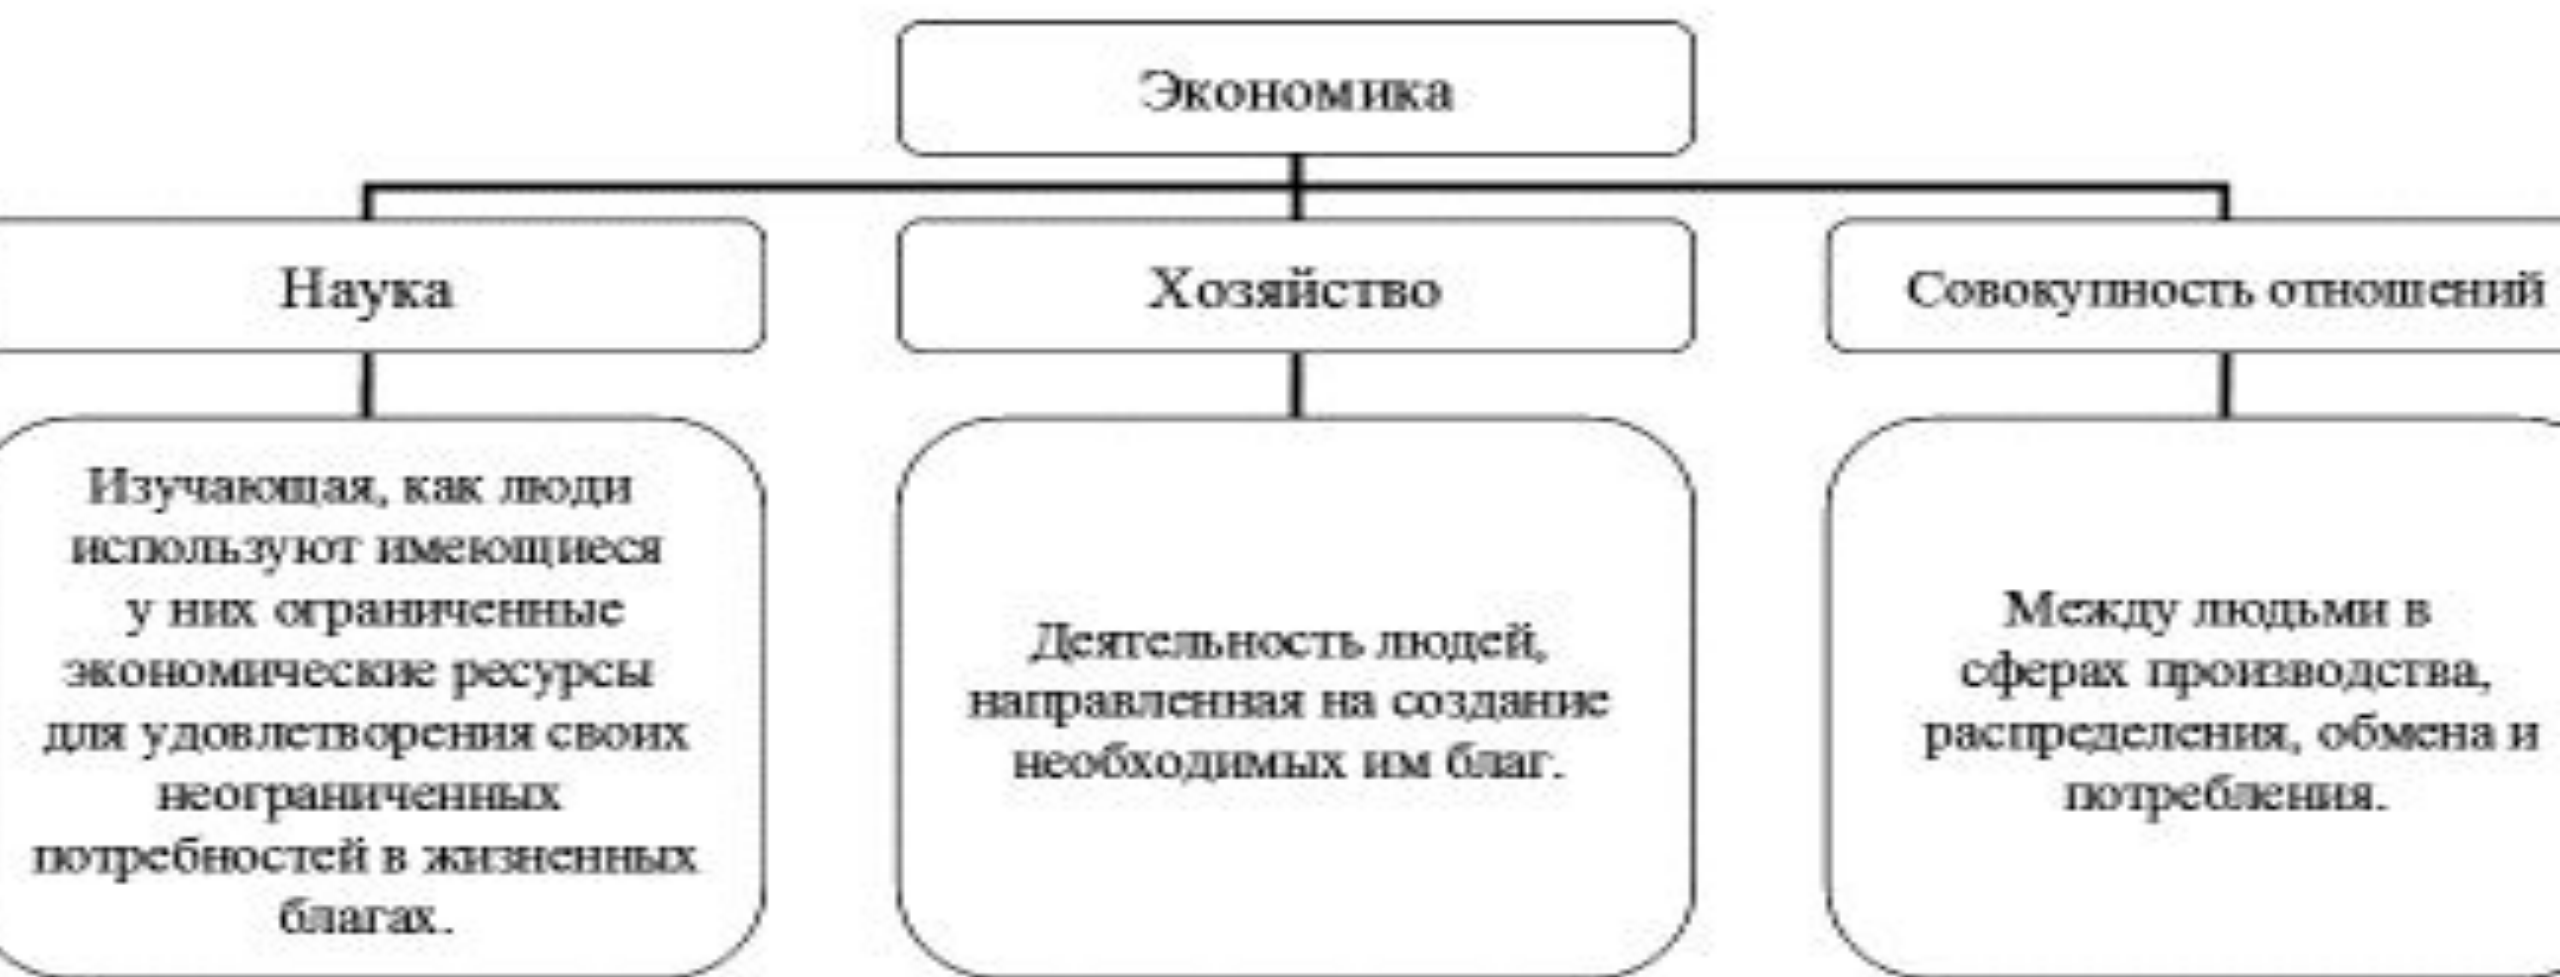 Экономика
Наука
Хозяйство
Совокупность отношений
Изучающая, как люди
используют имеющиеся
у них ограниченные
экономические ресурсы
для удовлетворения своих
неограниченных
потребностей в жизненных
благах.
Деятельность людей,
направленная на создание
необходимых им благ.
Между людьми в
сферах производства,
распределения, обмена и
потребления.